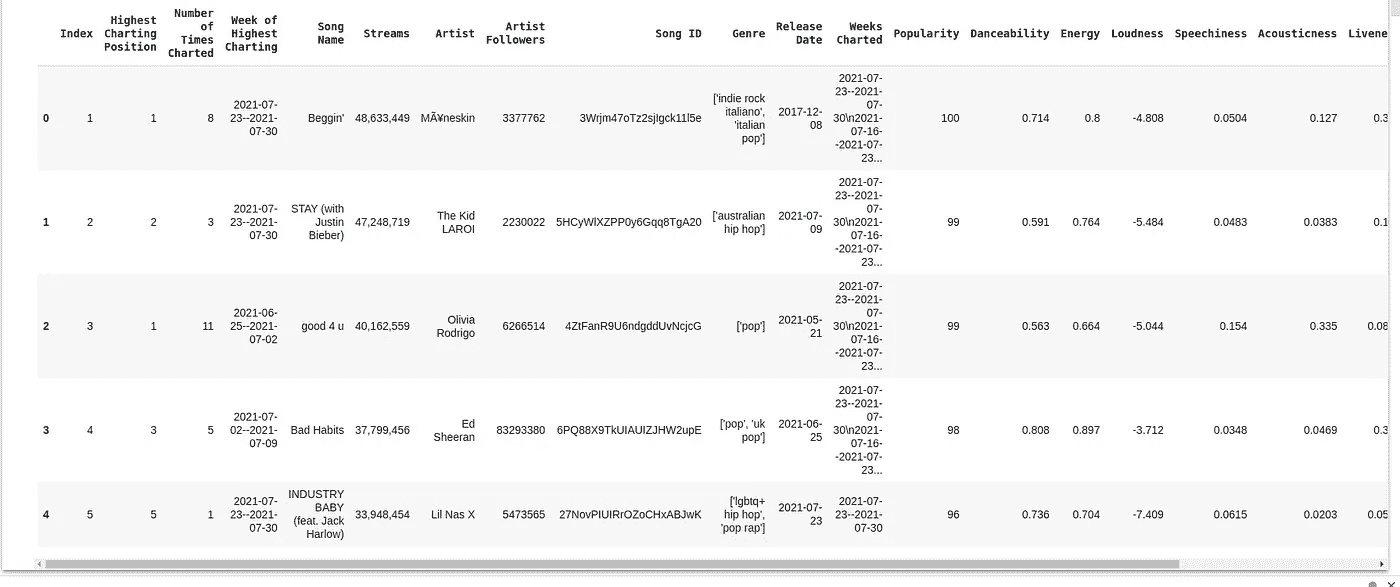 Index Highest Charting Position Number of Times Charted Week of Highest Charting Song Name Streams Artist Artist Followers Song ID Genre Release Date Weeks Charted Popularity Danceability Energy Loudness Speechiness Acousticness Livene
0 1 1 8 2021-07-23--2021-07-30 Beggin' 48,633,449 MÃ¥neskin 3377762 3Wrjm47oTz2sjIgck11l5e ['indie rock italiano', 'italian pop'] 2017-12-08 2021-07-23--2021-07-30\n2021-07-16--2021-07-23... 100 0.714 0.8 -4.808 0.0504 0.127 0.3
1 2 2 3 2021-07-23--2021-07-30 STAY (with Justin Bieber) 47,248,719 The Kid LAROI 2230022 5HCyWlXZPP0y6Gqq8TgA20 ['australian hip hop'] 2021-07-09 2021-07-23--2021-07-30\n2021-07-16--2021-07-23... 99 0.591 0.764 -5.484 0.0483 0.0383 0.1
2 3 1 11 2021-06-25--2021-07-02 good 4 u 40,162,559 Olivia Rodrigo 6266514 4ZtFanR9U6ndgddUvNcjcG ['pop'] 2021-05-21 2021-07-23--2021-07-30\n2021-07-16--2021-07-23... 99 0.563 0.664 -5.044 0.154 0.335 0.08
3 4 3 5 2021-07-02--2021-07-09 Bad Habits 37,799,456 Ed Sheeran 83293380 6PQ88X9TkUIAUIZJHW2upE ['pop', 'uk pop'] 2021-06-25 2021-07-23--2021-07-30\n2021-07-16--2021-07-23... 98 0.808 0.897 -3.712 0.0348 0.0469 0.3
4 5 5 1 2021-07-23--2021-07-30 INDUSTRY BABY (feat. Jack Harlow) 33,948,454 Lil Nas X 5473565 27NovPIUIRrOZoCHxABJwK ['lgbtq+ hip hop', 'pop rap'] 2021-07-23 2021-07-23--2021-07-30 96 0.736 0.704 -7.409 0.0615 0.0203 0.05